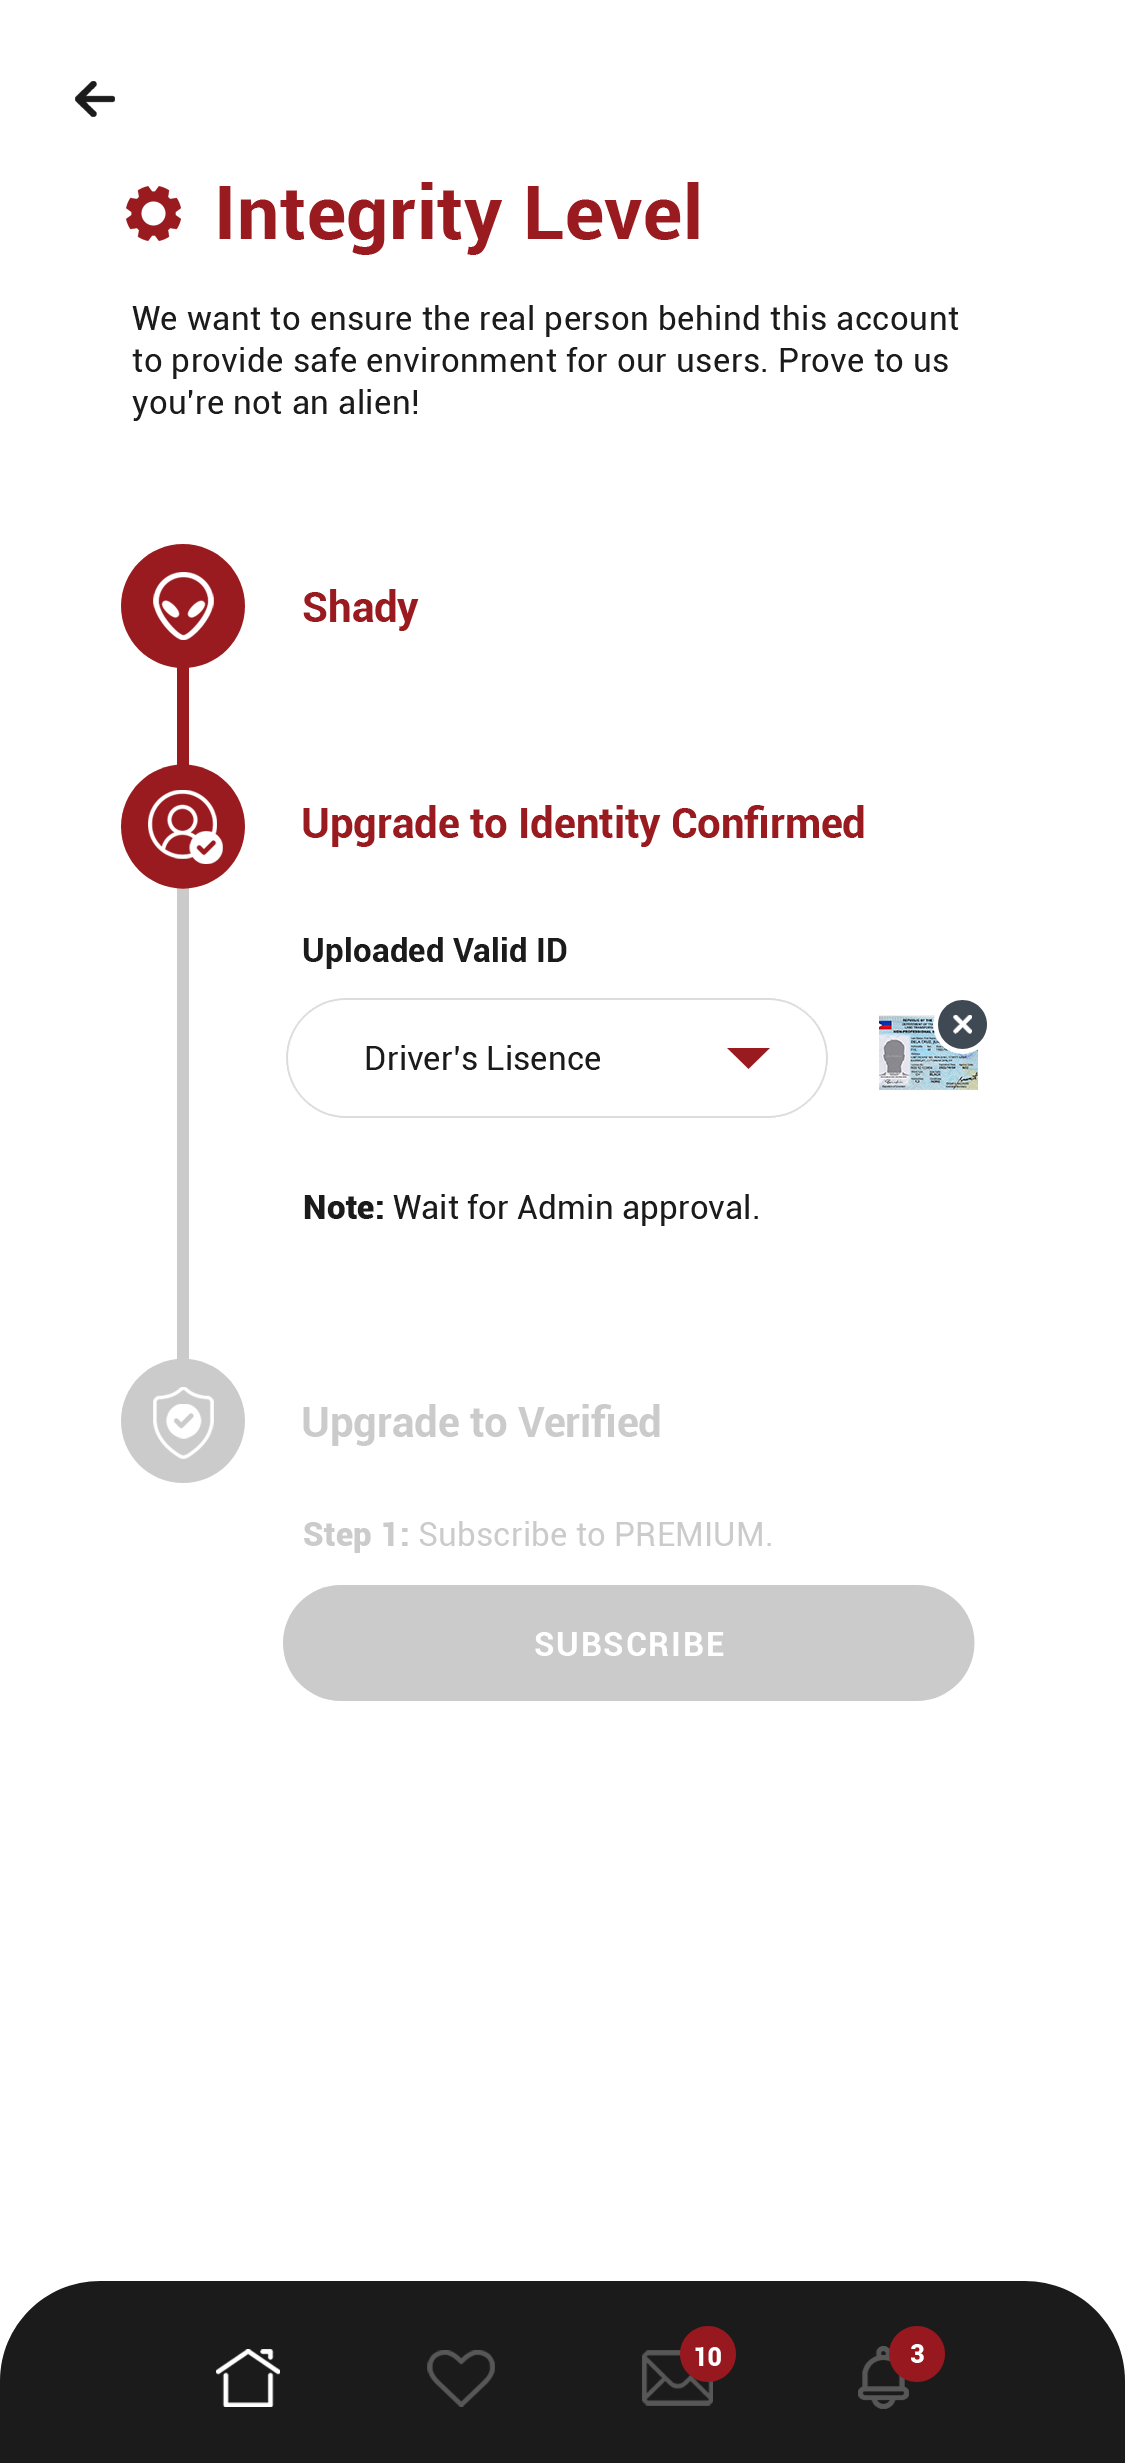 Integrity Level
We want to ensure the real person behind this account
to provide safe environment for our users. Prove to us
you're not an alien!
Shady
Upgrade to Identity Confirmed
Uploaded Valid ID
Driver's Lisence
Note: Wait for Admin approval.
Upgrade to Verified
Step 1: Subscribe to PREMIUM.
SUBSCRIBE
10
3